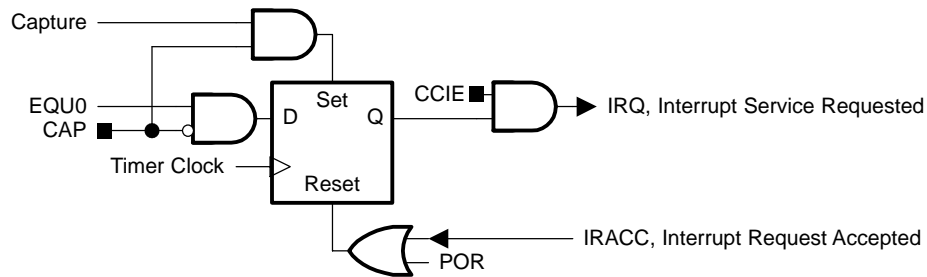 Capture
EQU0
CAP
Timer Clock
Set
D
Q
Reset
CCIE
IRQ, Interrupt Service Requested
IRACC, Interrupt Request Accepted
POR